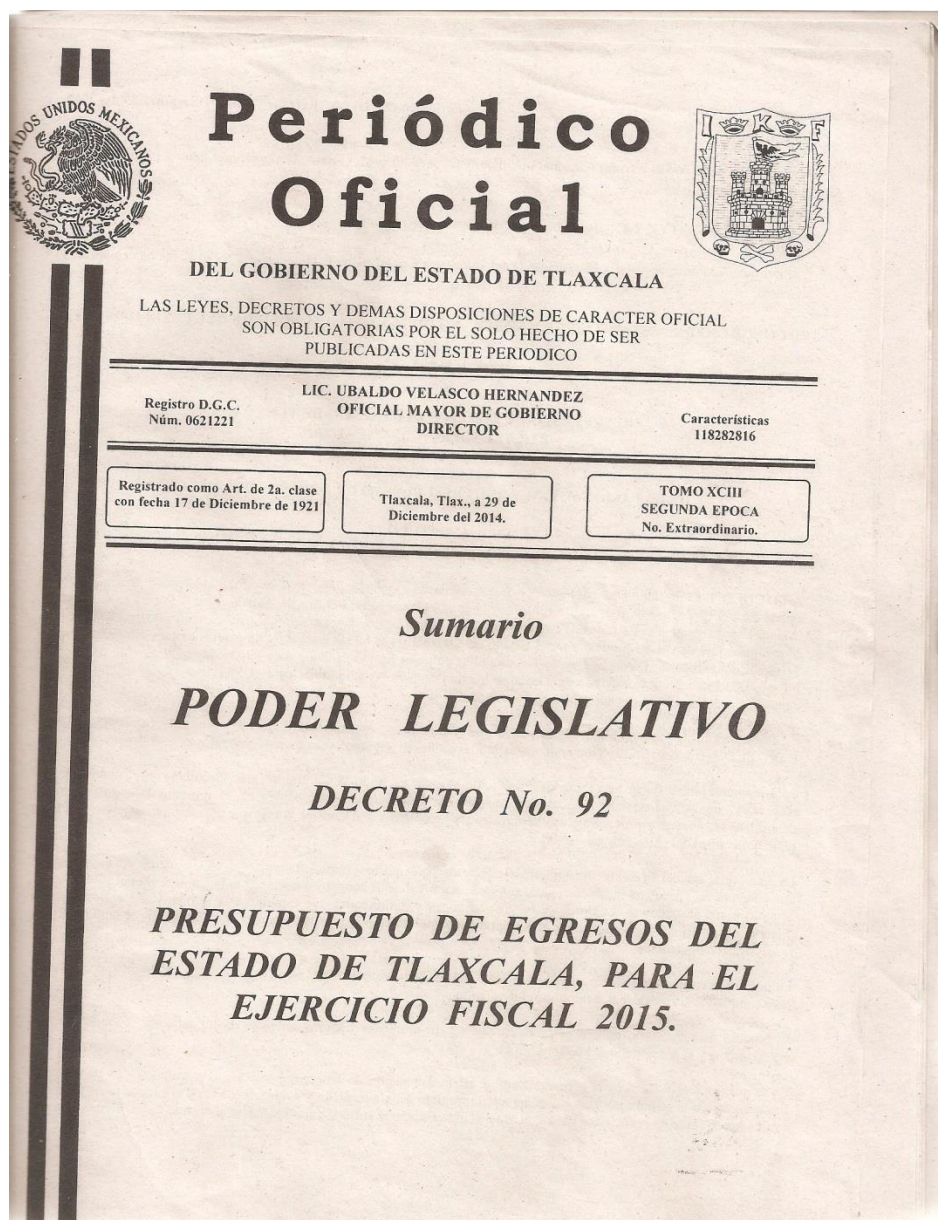 ESTADOS UNIDOS MEXICANOS
Periódico
Oficial
I K F
DEL GOBIERNO DEL ESTADO DE TLAXCALA
LAS LEYES, DECRETOS Y DEMAS DISPOSICIONES DE CARACTER OFICIAL
SON OBLIGATORIAS POR EL SOLO HECHO DE SER
PUBLICADAS EN ESTE PERIODICO
Registro D.G.C.
Núm. 0621221
LIC. UBALDO VELASCO HERNANDEZ
OFICIAL MAYOR DE GOBIERNO
DIRECTOR
Características
118282816
Registrado como Art. de 2a. clase
con fecha 17 de Diciembre de 1921
Tlaxcala, Tlax., a 29 de
Diciembre del 2014.
TOMO XCIII
SEGUNDA EPOCA
No. Extraordinario.
Sumario
PODER LEGISLATIVO
DECRETO No. 92
PRESUPUESTO DE EGRESOS DEL
ESTADO DE TLAXCALA, PARA EL
EJERCICIO FISCAL 2015.